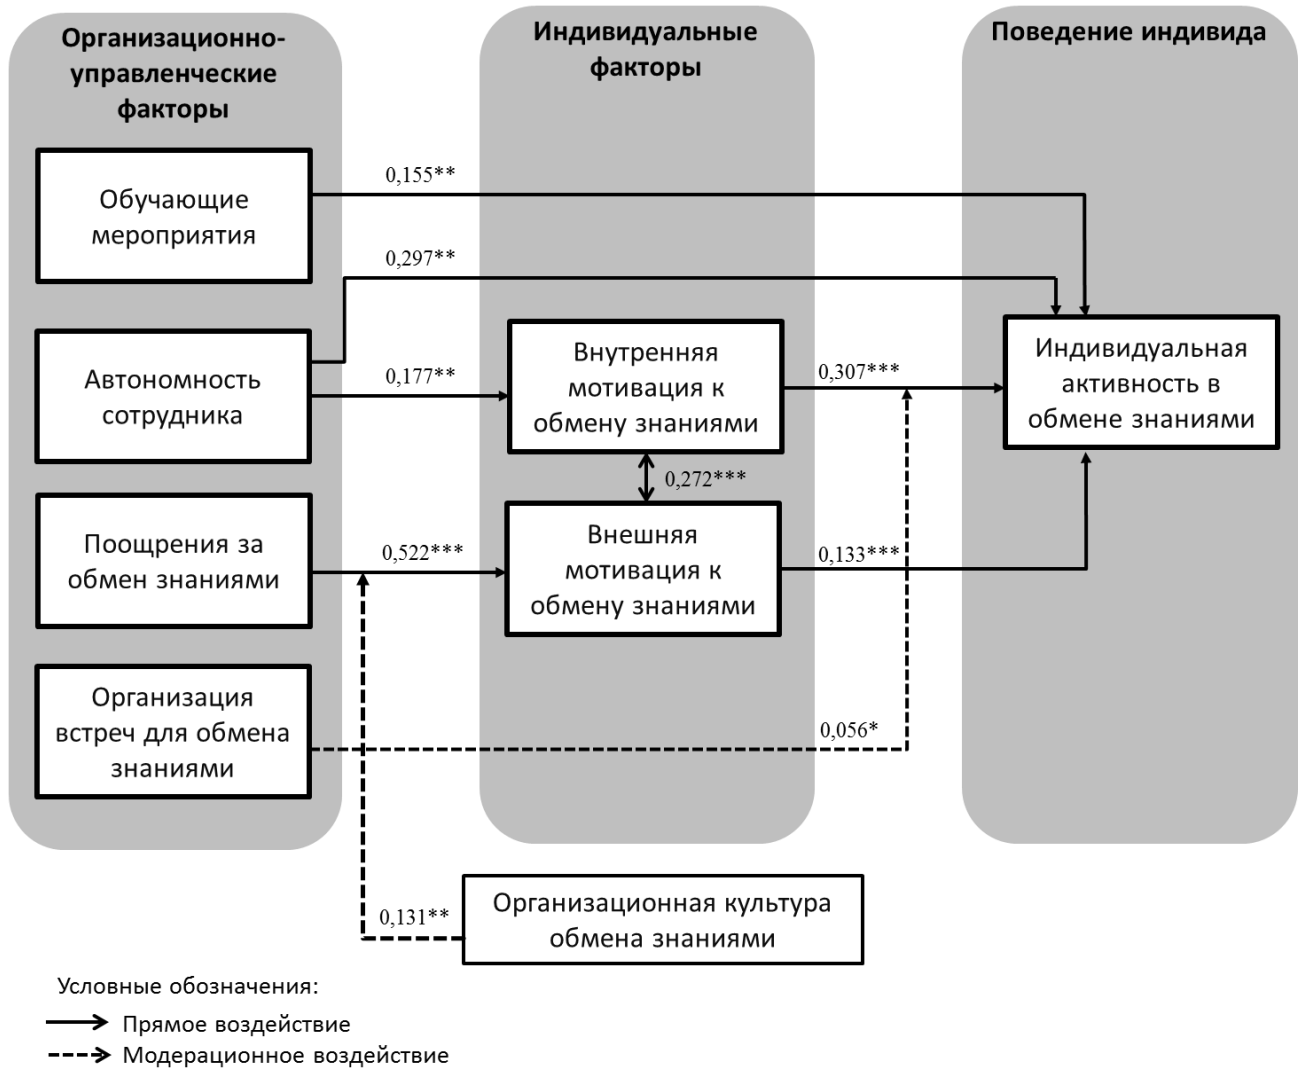 Организационно-
управленческие
факторы
Индивидуальные
факторы
Поведение индивида
Обучающие
мероприятия
0,155**
0,297**
Автономность
сотрудника
0,177**
Внутренняя
мотивация к
обмену знаниями
0,307***
Индивидуальная
активность в
обмене знаниями
0,272***
Поощрения за
обмен знаниями
0,522***
Внешняя
мотивация к
обмену знаниями
0,133***
Организация
встреч для обмена
знаниями
0,056*
0,131**
Организационная культура
обмена знаниями
Условные обозначения:
Прямое воздействие
Модерационное воздействие